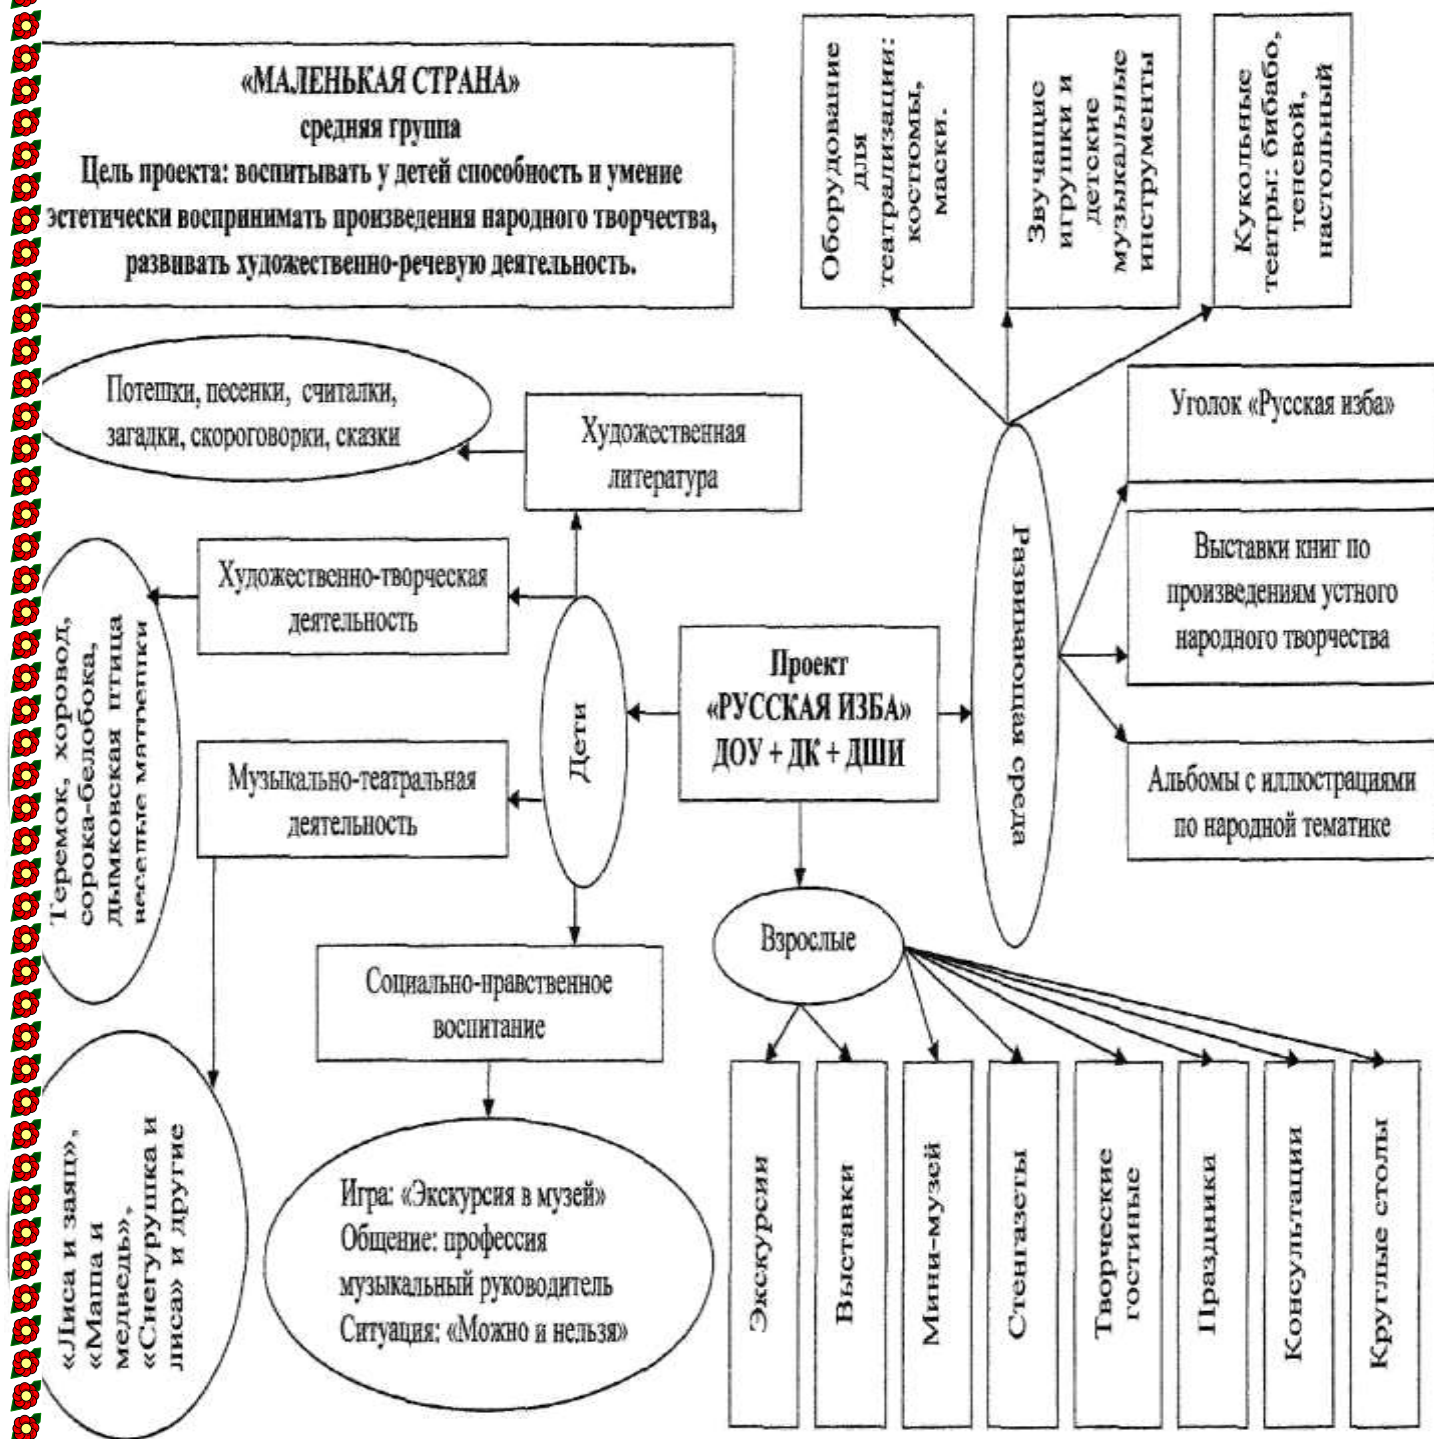 «МАЛЕНЬКАЯ СТРАНА»
средняя группа
Цель проекта: воспитывать у детей способность и умение
эстетически воспринимать произведения народного творчества,
развивать художественно-речевую деятельность.
Оборудование
для
театрализации:
костюмы,
маски.
Звучащие
игрушки и
детские
музыкальные
инструменты
Кукольные
театры: бибабо,
теневой,
настольный
Потешки, песенки, считалки,
загадки, скороговорки, сказки
Художественная
литература
Уголок «Русская изба»
Выставки книг по
произведениям устного
народного творчества
Альбомы с иллюстрациями
по народной тематике
Развивающая среда
Художественно-творческая
деятельность
Теремок, хоровод,
сорока-белобока,
дымковская птица
веселые матрешки
Музыкально-театральная
деятельность
Дети
Проект
«РУССКАЯ ИЗБА»
ДОУ + ДК + ДШИ
Взрослые
Социально-нравственное
воспитание
«Лиса и заяц»,
«Маша и
медведь»,
«Снегурушка и
лиса» и другие
Игра: «Экскурсия в музей»
Общение: профессия
музыкальный руководитель
Ситуация: «Можно и нельзя»
Экскурсии
Выставки
Мини-музей
Стенгазеты
Творческие
гостиные
Праздники
Консультации
Круглые столы